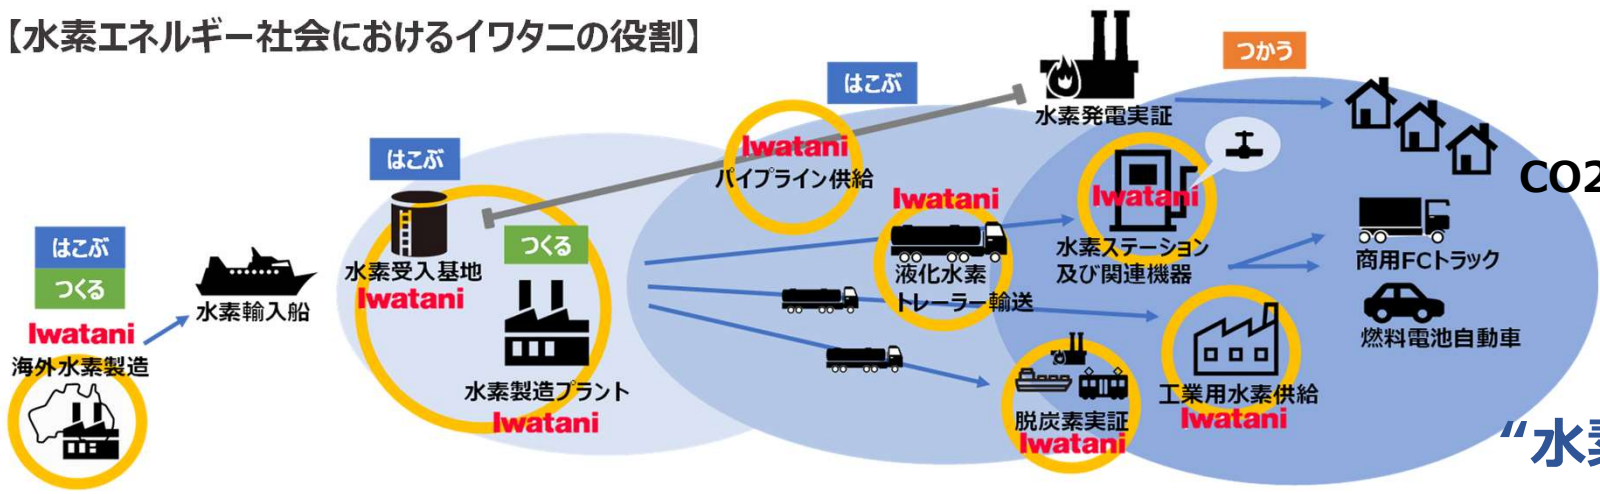 【水素エネルギー社会におけるイワタニの役割】
はこぶ
つくる
Iwatani
海外水素製造
水素輸入船
はこぶ
水素受入基地
Iwatani
つくる
水素製造プラント
Iwatani
はこぶ
Iwatani
パイプライン供給
Iwatani
液化水素
トレーラー輸送
水素発電実証
つかう
Iwatani
水素ステーション
及び関連機器
脱炭素実証
Iwatani
工業用水素供給
Iwatani
商用FCトラック
燃料電池自動車
CO2
“水素